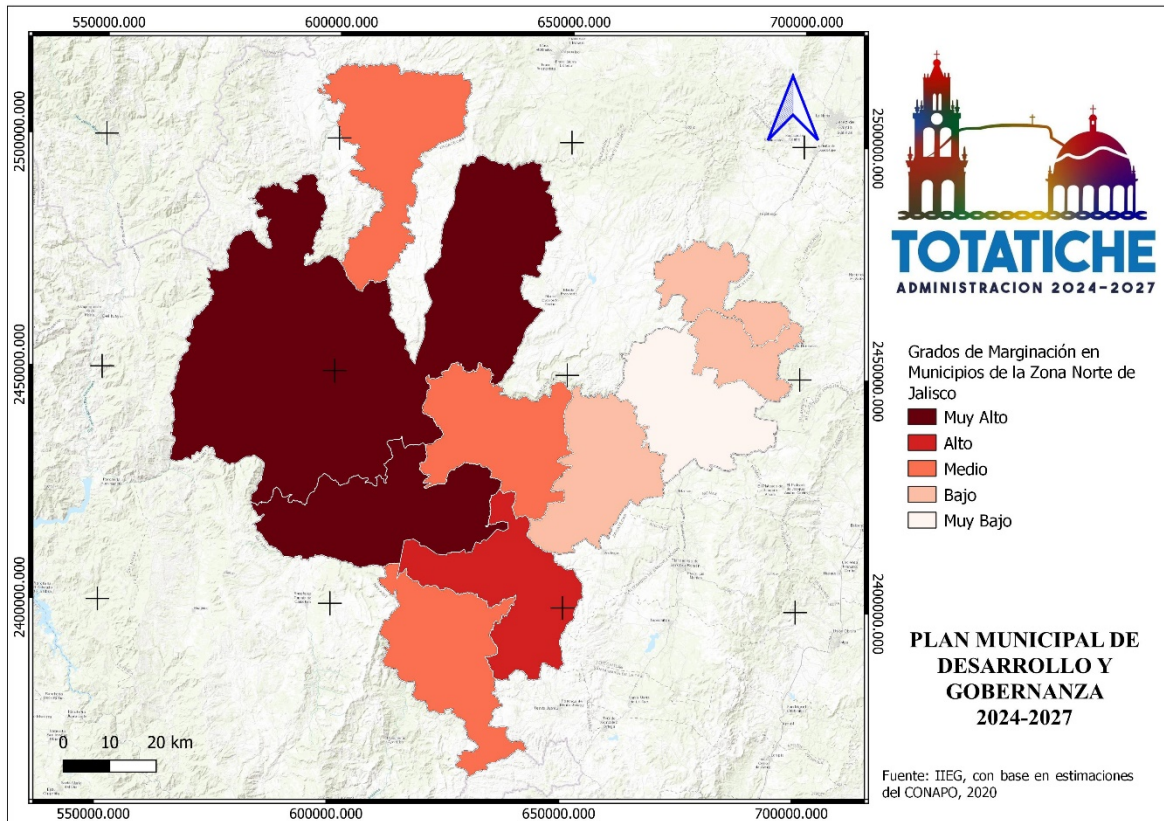 550000.000 600000.000 650000.000 700000.000
2500000.000
2450000.000
2400000.000
2500000.000
2450000.000
2400000.000
0 10 20 km
550000.000 600000.000 650000.000 700000.000
TOTATICHE
ADMINISTRACION 2024-2027
Grados de Marginación en
Municipios de la Zona Norte de
Jalisco
Muy Alto
Alto
Medio
Bajo
Muy Bajo
PLAN MUNICIPAL DE
DESARROLLO Y
GOBERNANZA
2024-2027
Fuente: IIEG, con base en estimaciones
del CONAPO, 2020